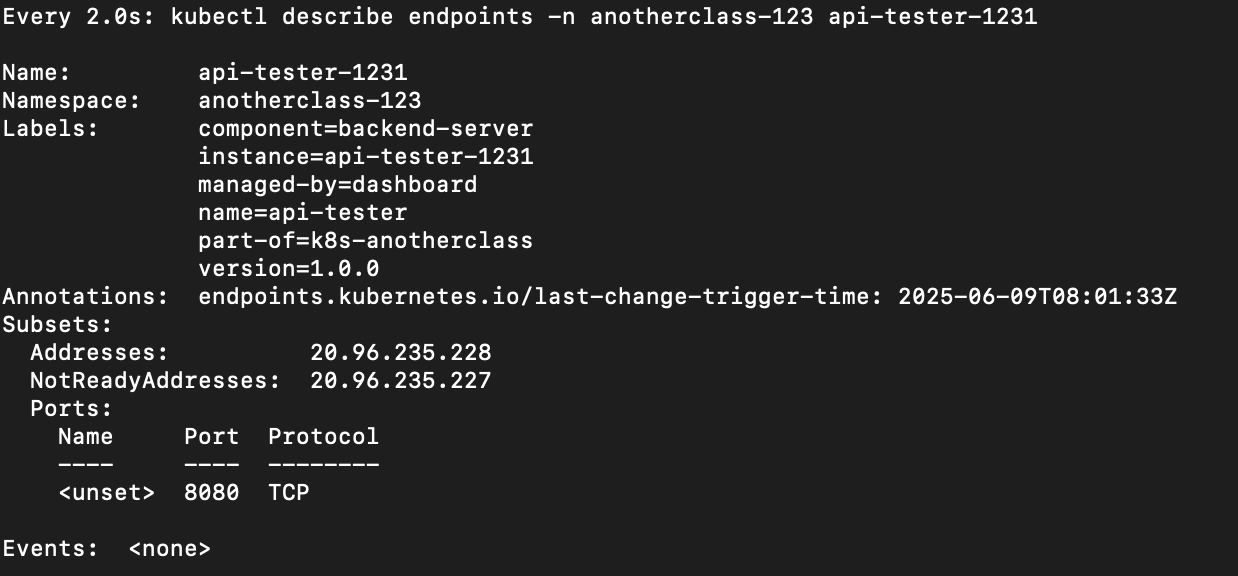 Every 2.0s: kubectl describe endpoints -n anotherclass-123 api-tester-1231
Name: api-tester-1231
Namespace: anotherclass-123
Labels: component=backend-server
instance=api-tester-1231
managed-by=dashboard
name=api-tester
part-of=k8s-anotherclass
version=1.0.0
Annotations: endpoints.kubernetes.io/last-change-trigger-time: 2025-06-09T08:01:33Z
Subsets:
Addresses: 20.96.235.228
NotReadyAddresses: 20.96.235.227
Ports:
Name Port Protocol
---- ---- --------
<unset> 8080 TCP
Events: <none>